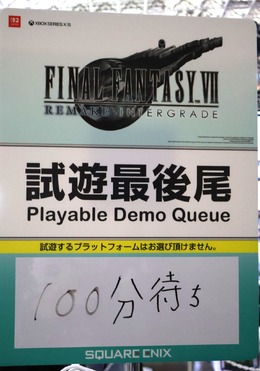 XBOX SERIES X|S
FINAL FANTASY VII
REMAKE INTERGRADE
試遊最後尾
Playable Demo Queue
試遊するプラットフォームはお選び頂けません。
100分待ち
SQUARE ENIX